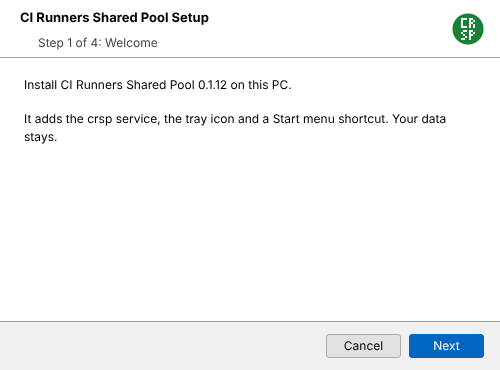 CI Runners Shared Pool Setup
Step 1 of 4: Welcome
CR
SP
Install CI Runners Shared Pool 0.1.12 on this PC.
It adds the crsp service, the tray icon and a Start menu shortcut. Your data
stays.
Cancel
Next